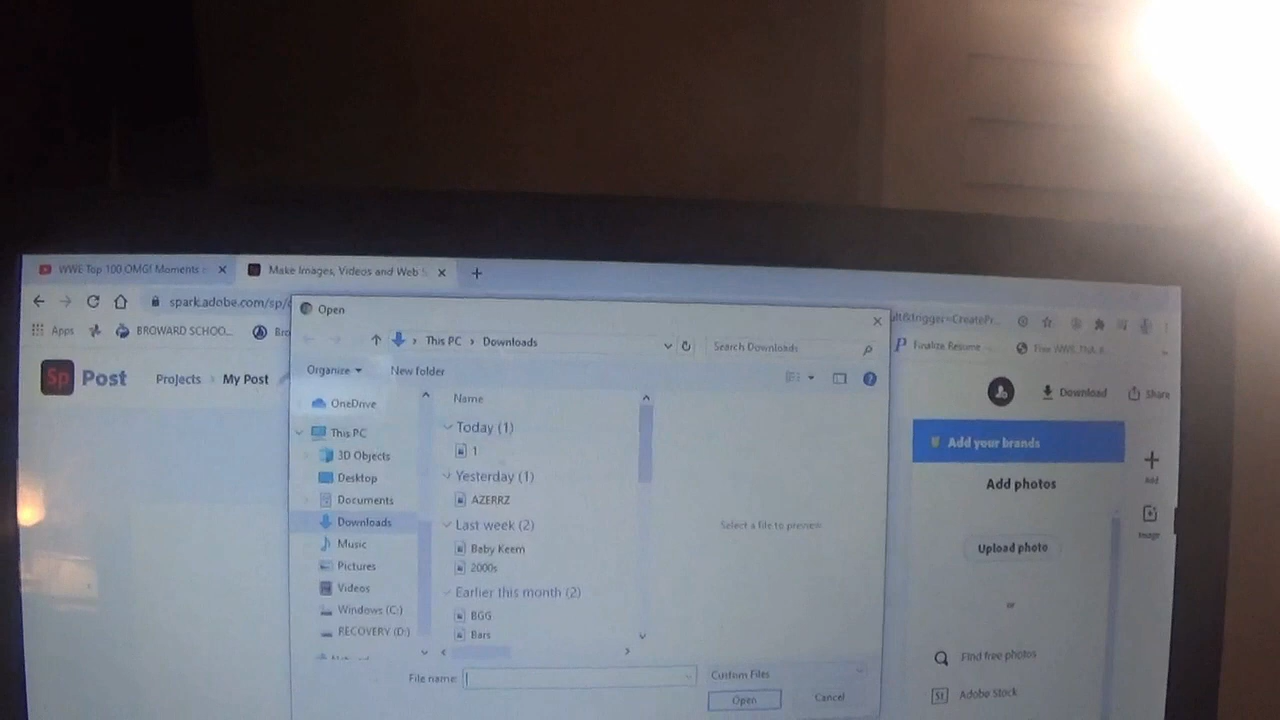 WWE Top 100 OMG! Moments
Make Images, Videos and Web
spark.adobe.com/sp/
Apps
BROWARD SCHOO...
Bro
Finalize Resume
Sp Post
Projects
My Post
Download
Share
Open
This PC
Downloads
Search Downloads
Organize
New folder
OneDrive
This PC
3D Objects
Desktop
Documents
Downloads
Music
Pictures
Videos
Windows (C:)
RECOVERY (D:)
Name
Today (1)
1
Yesterday (1)
AZERRZ
Last week (2)
Baby Keem
2000s
Earlier this month (2)
BGG
Bars
Select a file to preview
File name:
Custom Files
Open
Cancel
Add your brands
Add photos
Upload photo
or
Find free photos
St Adobe Stock
Add
Image